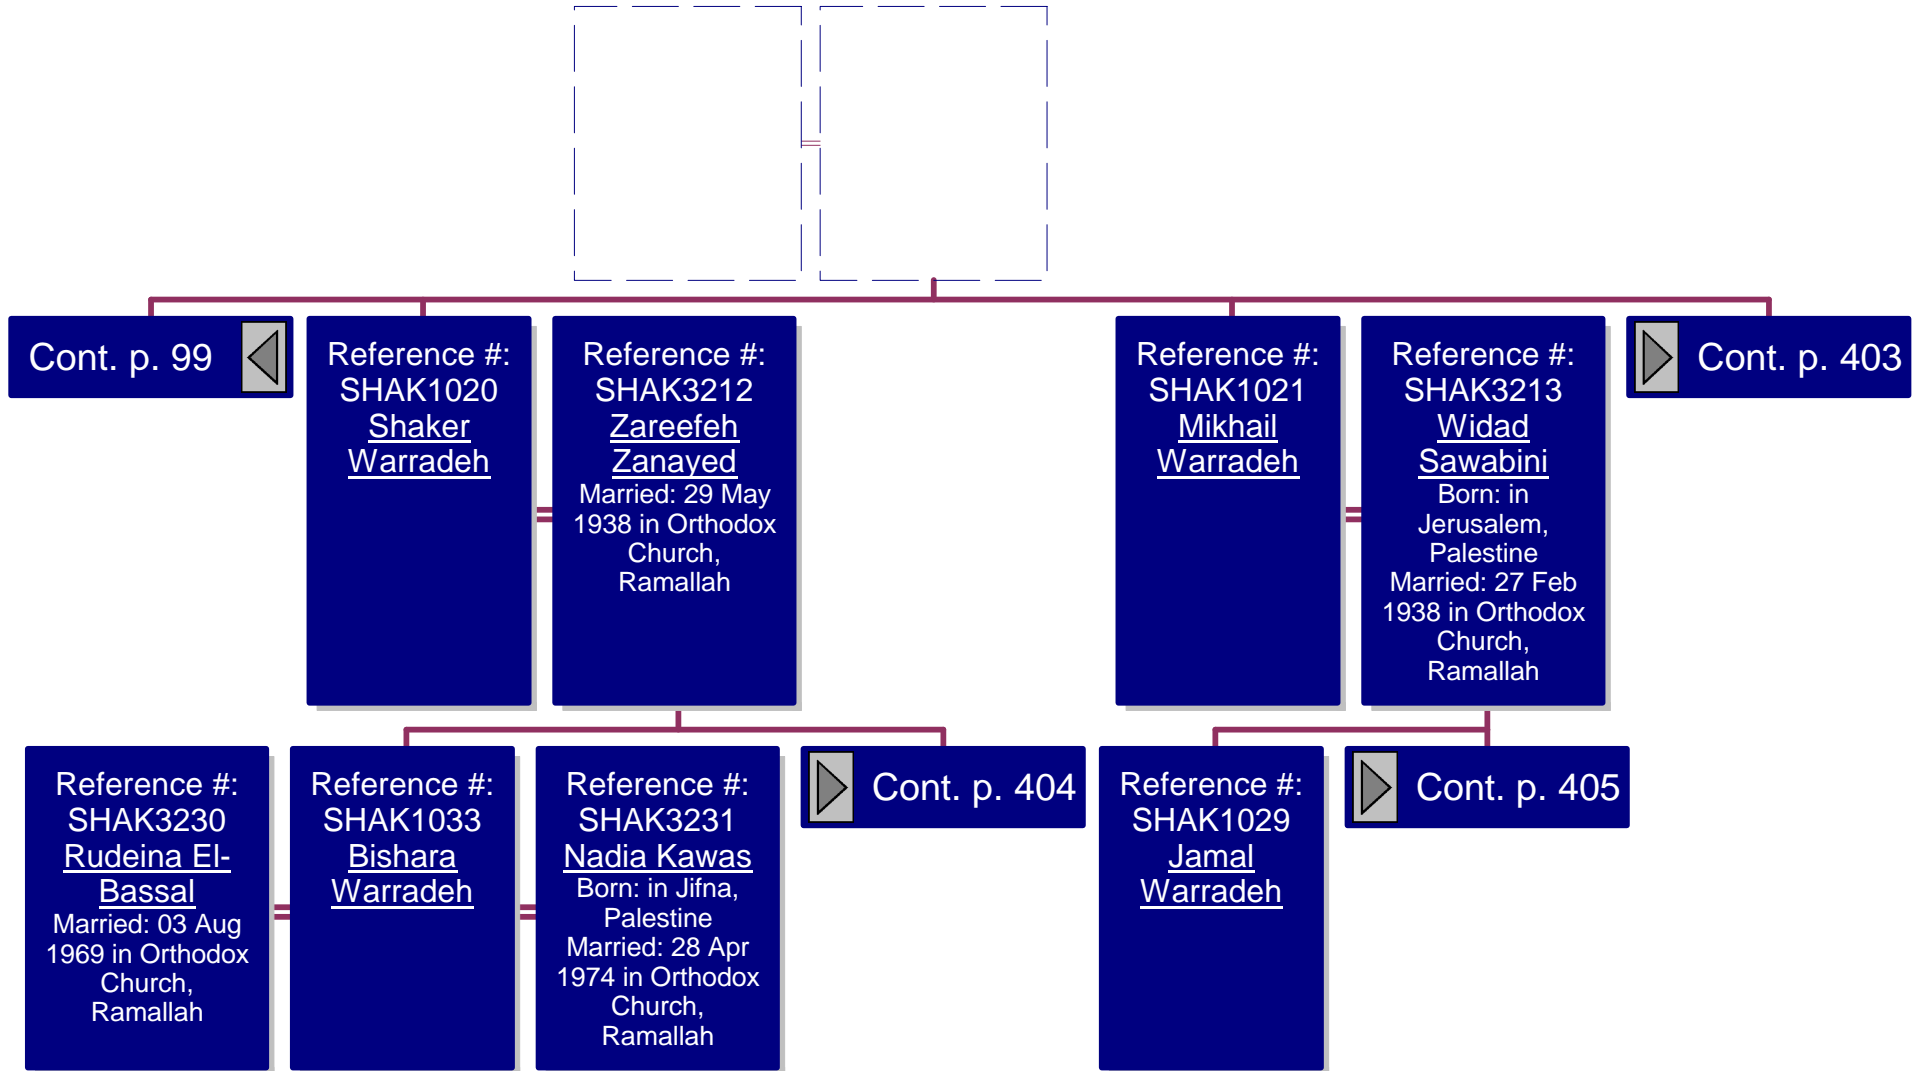 Cont. p. 99
Reference #:
SHAK1020
Shaker
Warradeh
Reference #:
SHAK3212
Zareefeh
Zanayed
Married: 29 May
1938 in Orthodox
Church,
Ramallah
Reference #:
SHAK1021
Mikhail
Warradeh
Reference #:
SHAK3213
Widad
Sawabini
Born: in
Jerusalem,
Palestine
Married: 27 Feb
1938 in Orthodox
Church,
Ramallah
Cont. p. 403
Reference #:
SHAK3230
Rudeina El-
Bassal
Married: 03 Aug
1969 in Orthodox
Church,
Ramallah
Reference #:
SHAK1033
Bishara
Warradeh
Reference #:
SHAK3231
Nadia Kawas
Born: in Jifna,
Palestine
Married: 28 Apr
1974 in Orthodox
Church,
Ramallah
Cont. p. 404
Reference #:
SHAK1029
Jamal
Warradeh
Cont. p. 405